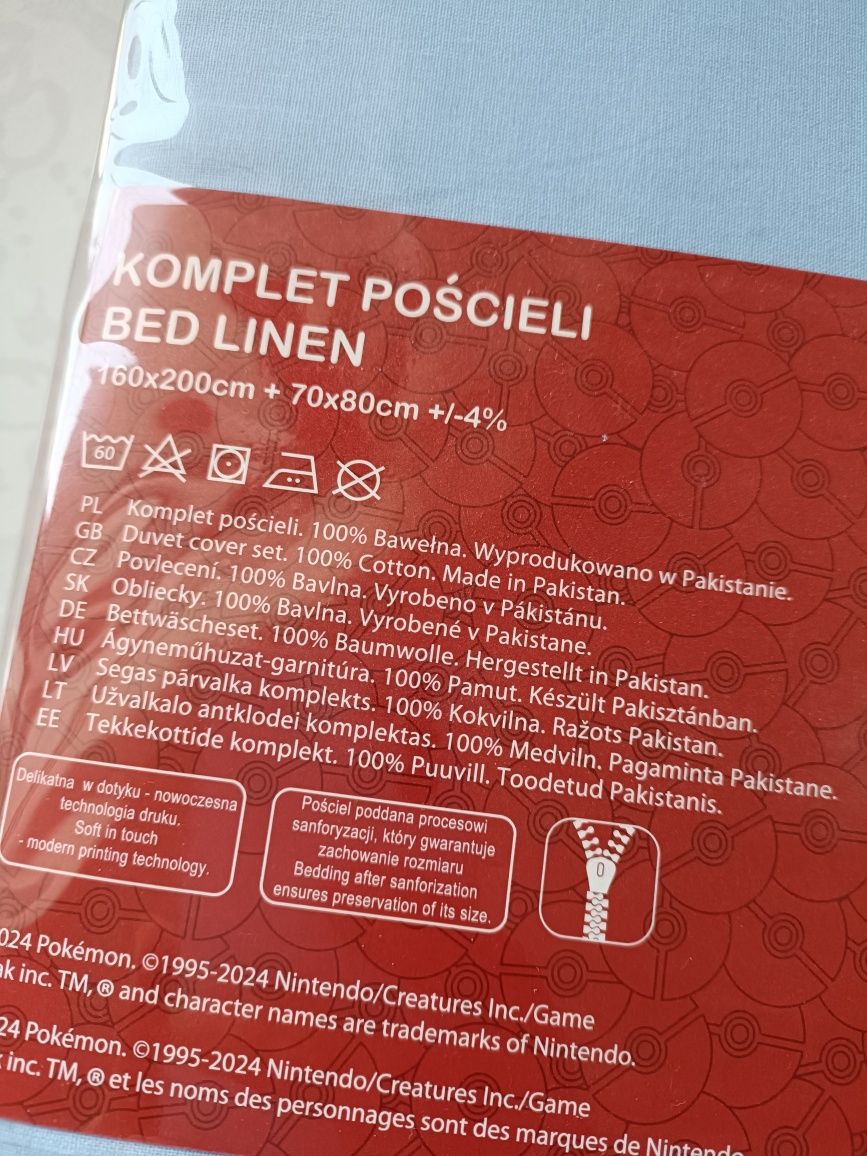 KOMPLET POŚCIELI
BED LINEN
160x200cm + 70x80cm +/-4%
60
PL Komplet pościeli. 100% Bawełna. Wyprodukowano w Pakistanie.
GB Duvet cover set. 100% Cotton. Made in Pakistan.
CZ Povlecení. 100% Bavlna. Vyrobeno v Pákistánu.
SK Obliecky. 100% Bavlna. Vyrobené v Pakistane.
DE Bettwäscheset. 100% Baumwolle. Hergestellt in Pakistan.
HU Ágyneműhuzat-garnitúra. 100% Pamut. Készült Pakisztánban.
LV Segas pārvalka komplekts. 100% Kokvilna. Ražots Pakistan.
LT Užvalkalo antklodei komplektas. 100% Medviln. Pagaminta Pakistane.
EE Tekkekottide komplekt. 100% Puuvill. Toodetud Pakistanis.
Delikatna w dotyku - nowoczesna
technologia druku.
Soft in touch
- modern printing technology.
Pościel poddana procesowi
sanforyzacji, który gwarantuje
zachowanie rozmiaru
Bedding after sanforization
ensures preservation of its size.
024 Pokémon. ©1995-2024 Nintendo/Creatures Inc./Game
ak inc. TM, ® and character names are trademarks of Nintendo.
24 Pokémon. ©1995-2024 Nintendo/Creatures Inc./Game
inc. TM, ® et les noms des personnages sont des marques de Nintendo